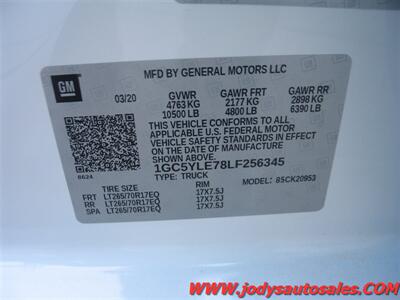 GM
MFD BY GENERAL MOTORS LLC
03/20 GVWR GAWR FRT GAWR RR
4763 KG 2177 KG 2898 KG
10500 LB 4800 LB 6390 LB
THIS VEHICLE CONFORMS TO ALL
APPLICABLE U.S. FEDERAL MOTOR
VEHICLE SAFETY STANDARDS IN EFFECT
ON THE DATE OF MANUFACTURE
SHOWN ABOVE.
1GC5YLE78LF256345
TYPE: TRUCK MODEL: 85CK20953
8624
TIRE SIZE RIM
FRT LT265/70R17EQ 17X7.5J
RR LT265/70R17EQ 17X7.5J
SPA LT265/70R17EQ 17X7.5J
www.jodysautosales.com